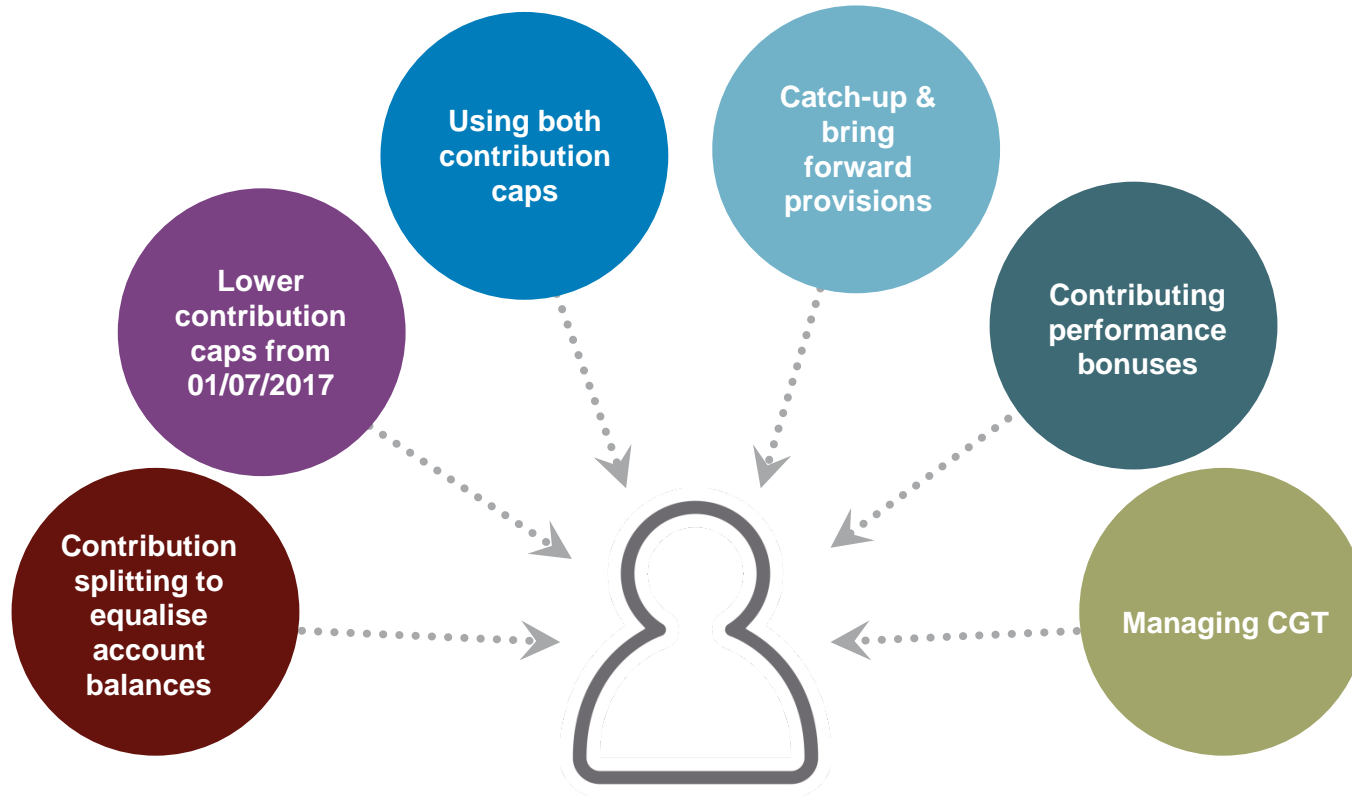 Contribution
splitting to
equalise
account
balances
Lower
contribution
caps from
01/07/2017
Using both
contribution
caps
Catch-up &
bring
forward
provisions
Contributing
performance
bonuses
Managing CGT